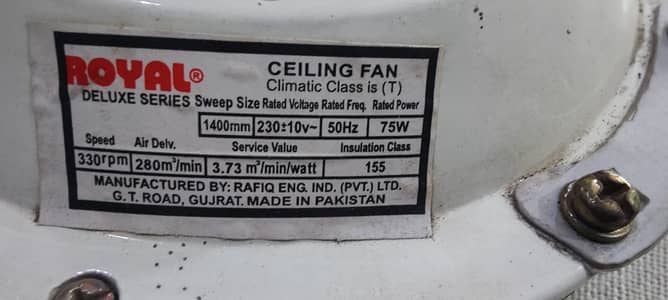 ROYAL® CEILING FAN
Climatic Class is (T)
DELUXE SERIES Sweep Size Rated Voltage Rated Freq. Rated Power
1400mm 230±10v~ 50Hz 75W
Speed Air Delv. Service Value Insulation Class
330rpm 280m³/min 3.73 m³/min/watt 155
MANUFACTURED BY: RAFIQ ENG. IND. (PVT.) LTD.
G.T. ROAD, GUJRAT. MADE IN PAKISTAN